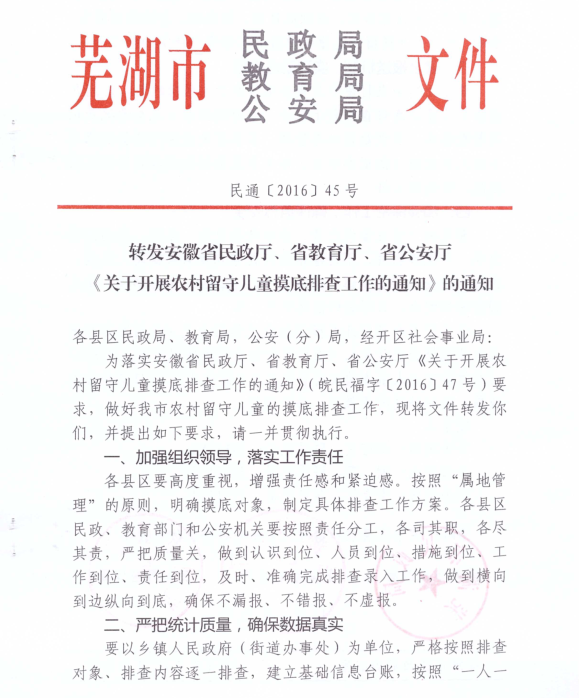 芜湖市 民政局 教育局 公安局 文件
民通〔2016〕45号
转发安徽省民政厅、省教育厅、省公安厅
《关于开展农村留守儿童摸底排查工作的通知》的通知
各县区民政局、教育局，公安（分）局，经开区社会事业局：
为落实安徽省民政厅、省教育厅、省公安厅《关于开展农
村留守儿童摸底排查工作的通知》（皖民福字〔2016〕47号）要
求，做好我市农村留守儿童的摸底排查工作，现将文件转发你
们，并提出如下要求，请一并贯彻执行。
一、加强组织领导，落实工作责任
各县区要高度重视，增强责任感和紧迫感。按照“属地管
理”的原则，明确摸底对象，制定具体排查工作方案。各县区
民政、教育部门和公安机关要按照责任分工，各司其职，各尽
其责，严把质量关，做到认识到位、人员到位、措施到位、工
作到位、责任到位，及时、准确完成排查录入工作，做到横向
到边纵向到底，确保不漏报、不错报、不虚报。
二、严把统计质量，确保数据真实
要以乡镇人民政府（街道办事处）为单位，严格按照排查
对象、排查内容逐一排查，建立基础信息台账，按照“一人一